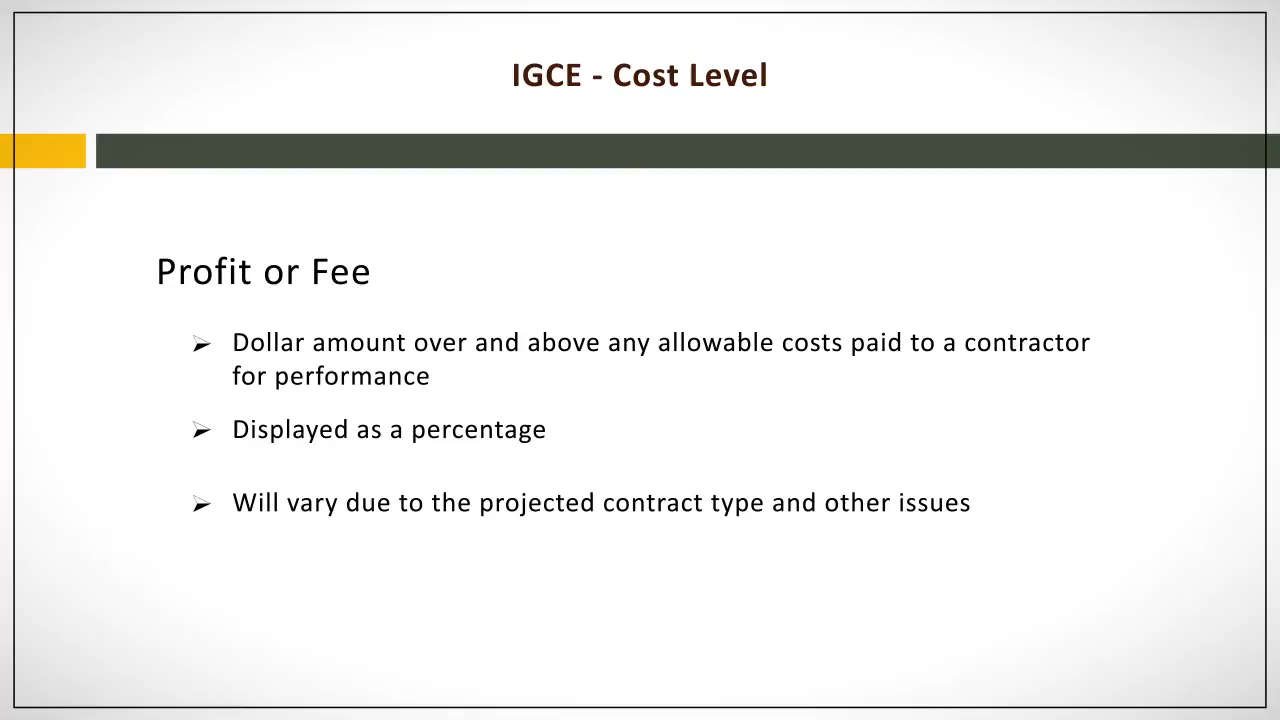 IGCE - Cost Level
Profit or Fee
Dollar amount over and above any allowable costs paid to a contractor
for performance
Displayed as a percentage
Will vary due to the projected contract type and other issues